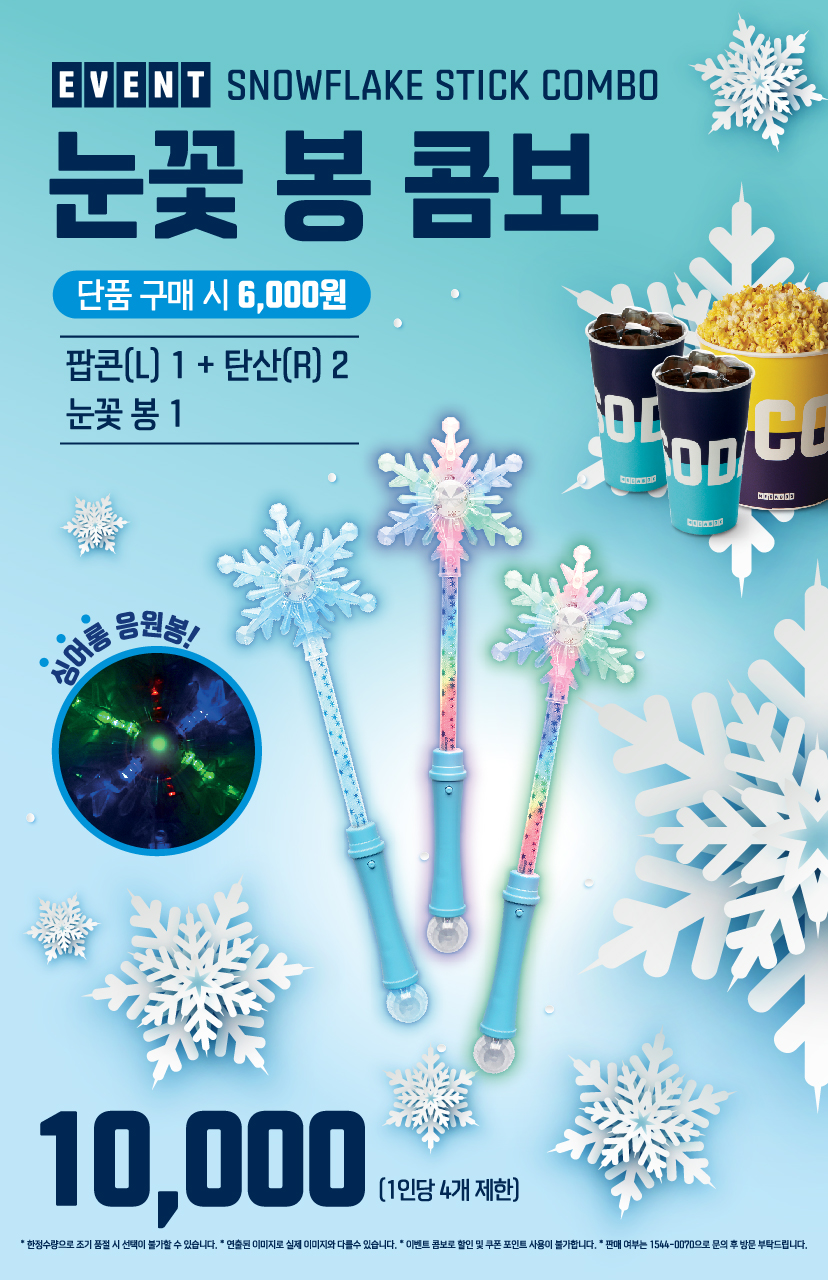 EVENT SNOWFLAKE STICK COMBO
눈꽃 봉 콤보
단품 구매 시 6,000원
팝콘(L) 1 + 탄산(R) 2
눈꽃 봉 1
SOD
SODA
CO
싱어롱 응원봉!
10,000 (1인당 4개 제한)
* 한정수량으로 조기 품절 시 선택이 불가할 수 있습니다. * 연출된 이미지로 실제 이미지와 다를수 있습니다. * 이벤트 콤보로 할인 및 쿠폰 포인트 사용이 불가합니다. * 판매 여부는 1544-0070으로 문의 후 방문 부탁드립니다.